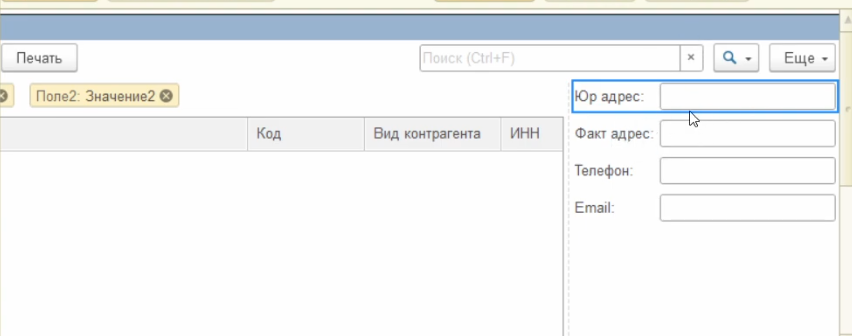 Печать Поиск (Ctrl+F) × Еще
Поле2: Значение2
Юр адрес:
Код Вид контрагента ИНН
Факт адрес:
Телефон:
Email: